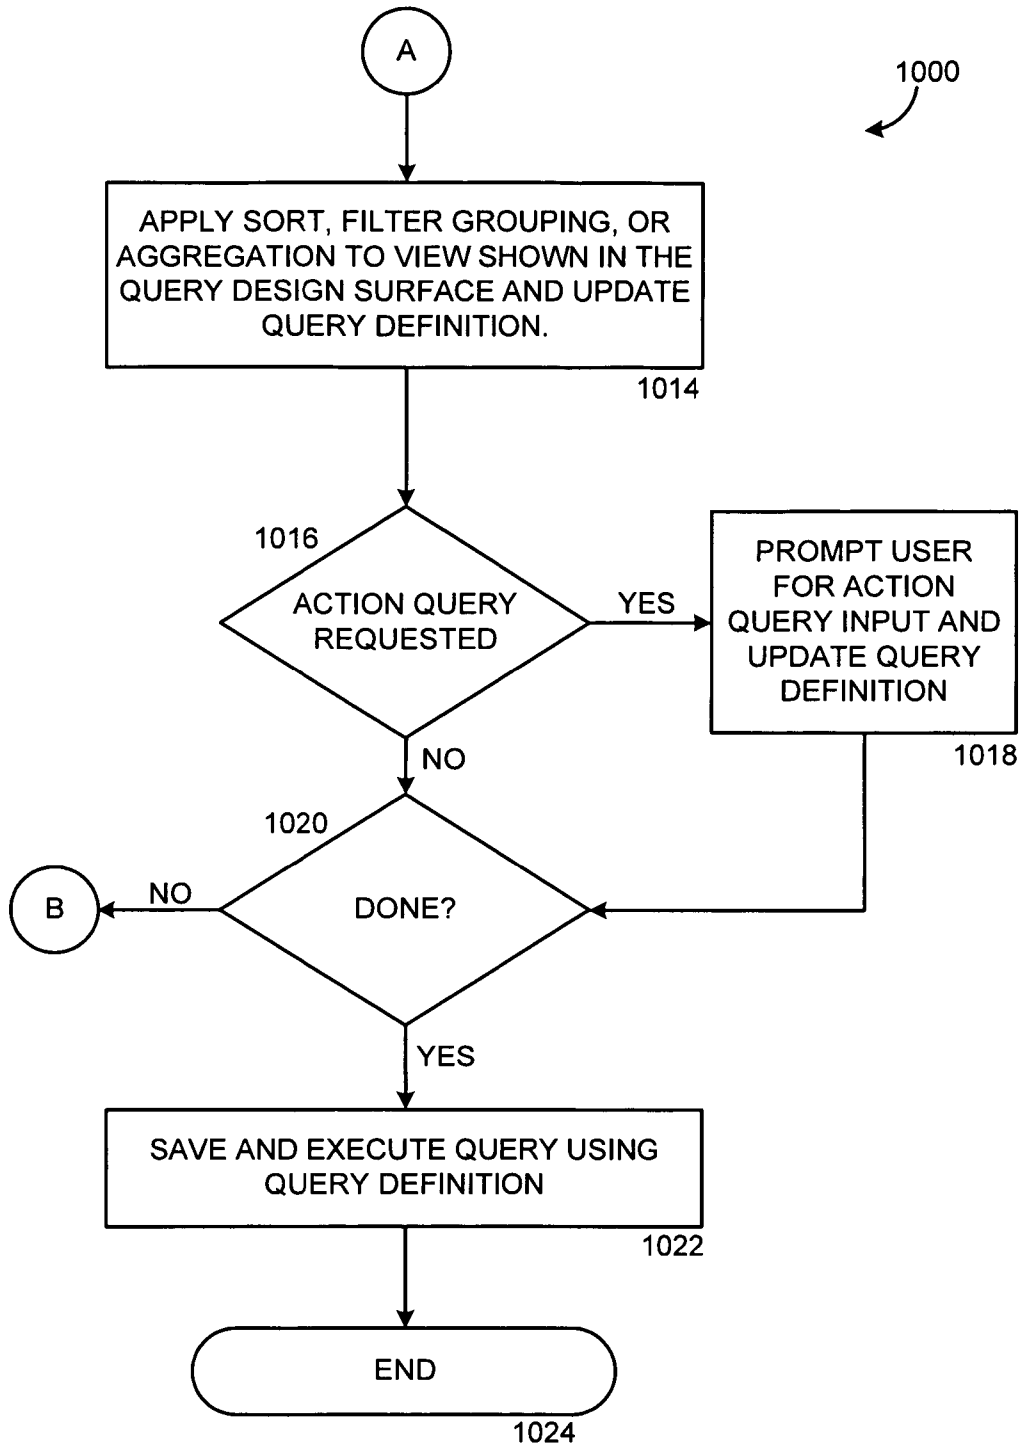 A
1000
APPLY SORT, FILTER GROUPING, OR
AGGREGATION TO VIEW SHOWN IN THE
QUERY DESIGN SURFACE AND UPDATE
QUERY DEFINITION.
1014
1016
ACTION QUERY
REQUESTED
YES
PROMPT USER
FOR ACTION
QUERY INPUT AND
UPDATE QUERY
DEFINITION
1018
NO
1020
DONE?
NO
B
YES
SAVE AND EXECUTE QUERY USING
QUERY DEFINITION
1022
END
1024